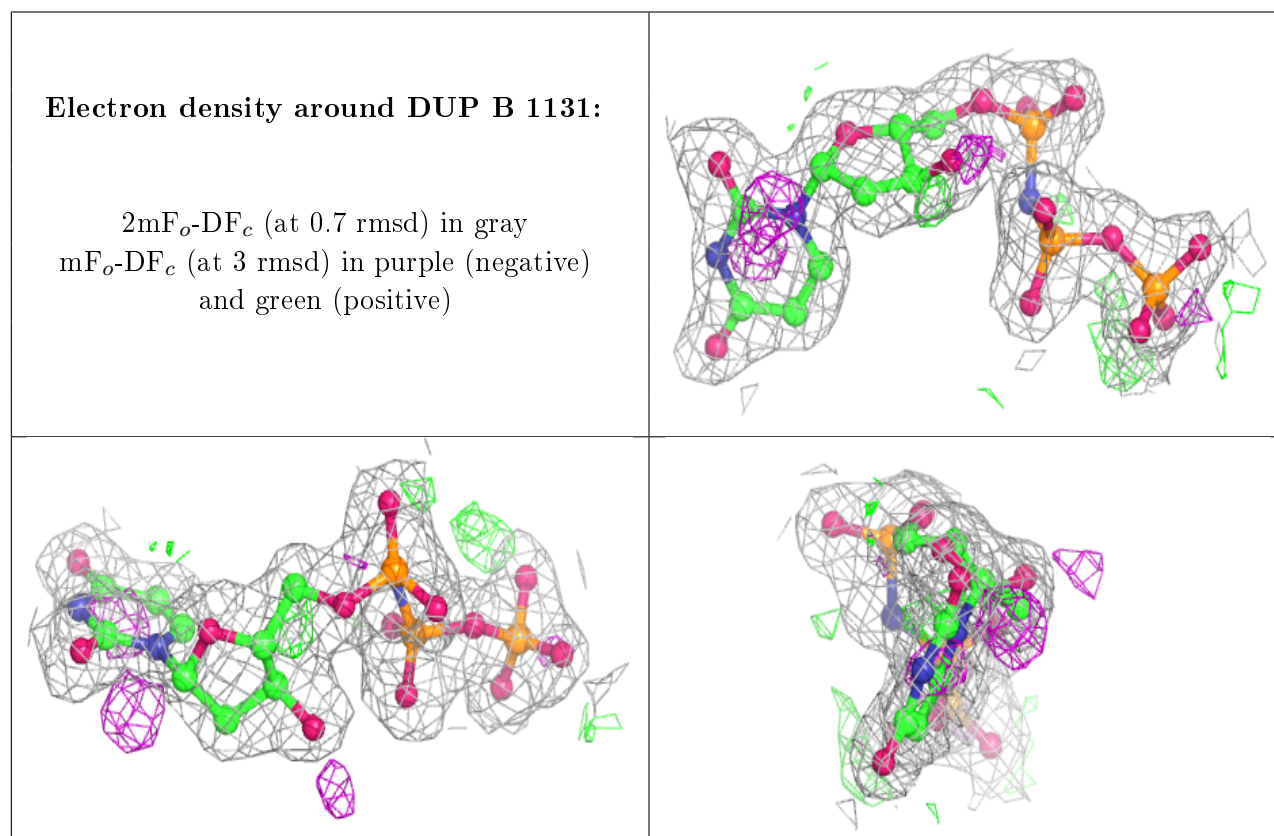 Electron density around DUP B 1131:
2mFₒ-DF𝒸 (at 0.7 rmsd) in gray
mFₒ-DF𝒸 (at 3 rmsd) in purple (negative)
and green (positive)